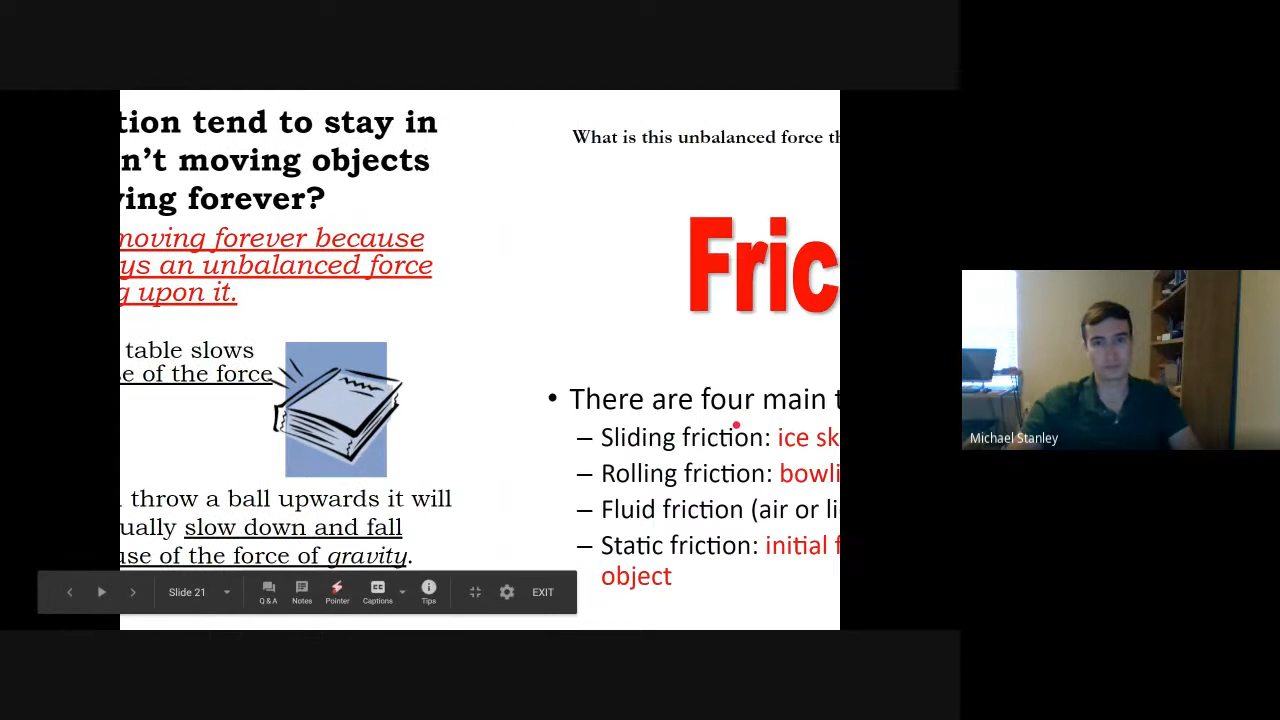 tion tend to stay in
n't moving objects
ving forever?
moving forever because
ys an unbalanced force
g upon it.
table slows
se of the force
throw a ball upwards it will
ually slow down and fall
use of the force of gravity.
What is this unbalanced force th
Fric
• There are four main t
– Sliding friction: ice sk
– Rolling friction: bowli
– Fluid friction (air or li
– Static friction: initial f
object
Slide 21
Q & A
Notes
Pointer
Captions
Tips
EXIT
Michael Stanley